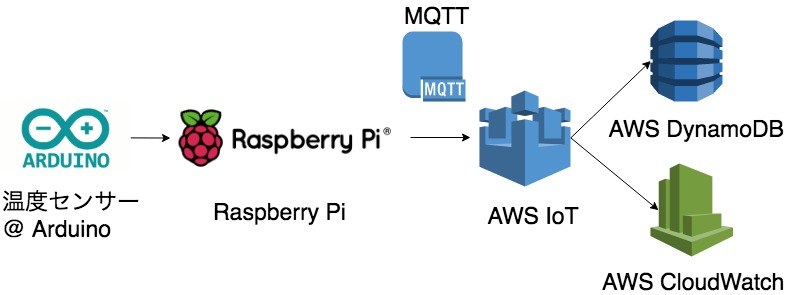 MQTT
MQTT
ARDUINO
Raspberry Pi®
温度センサー
@ Arduino
Raspberry Pi
AWS IoT
AWS DynamoDB
AWS CloudWatch